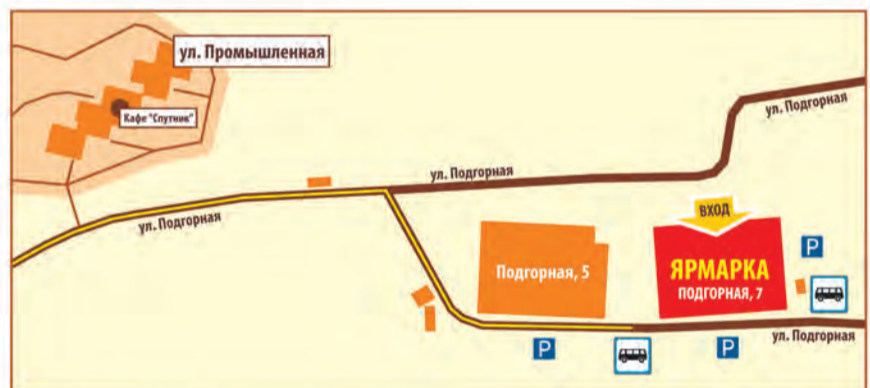 ул. Промышленная
Кафе "Спутник"
ул. Подгорная
ул. Подгорная
ул. Подгорная
ВХОД
Подгорная, 5
ЯРМАРКА
ПОДГОРНАЯ, 7
P
ул. Подгорная
P
P